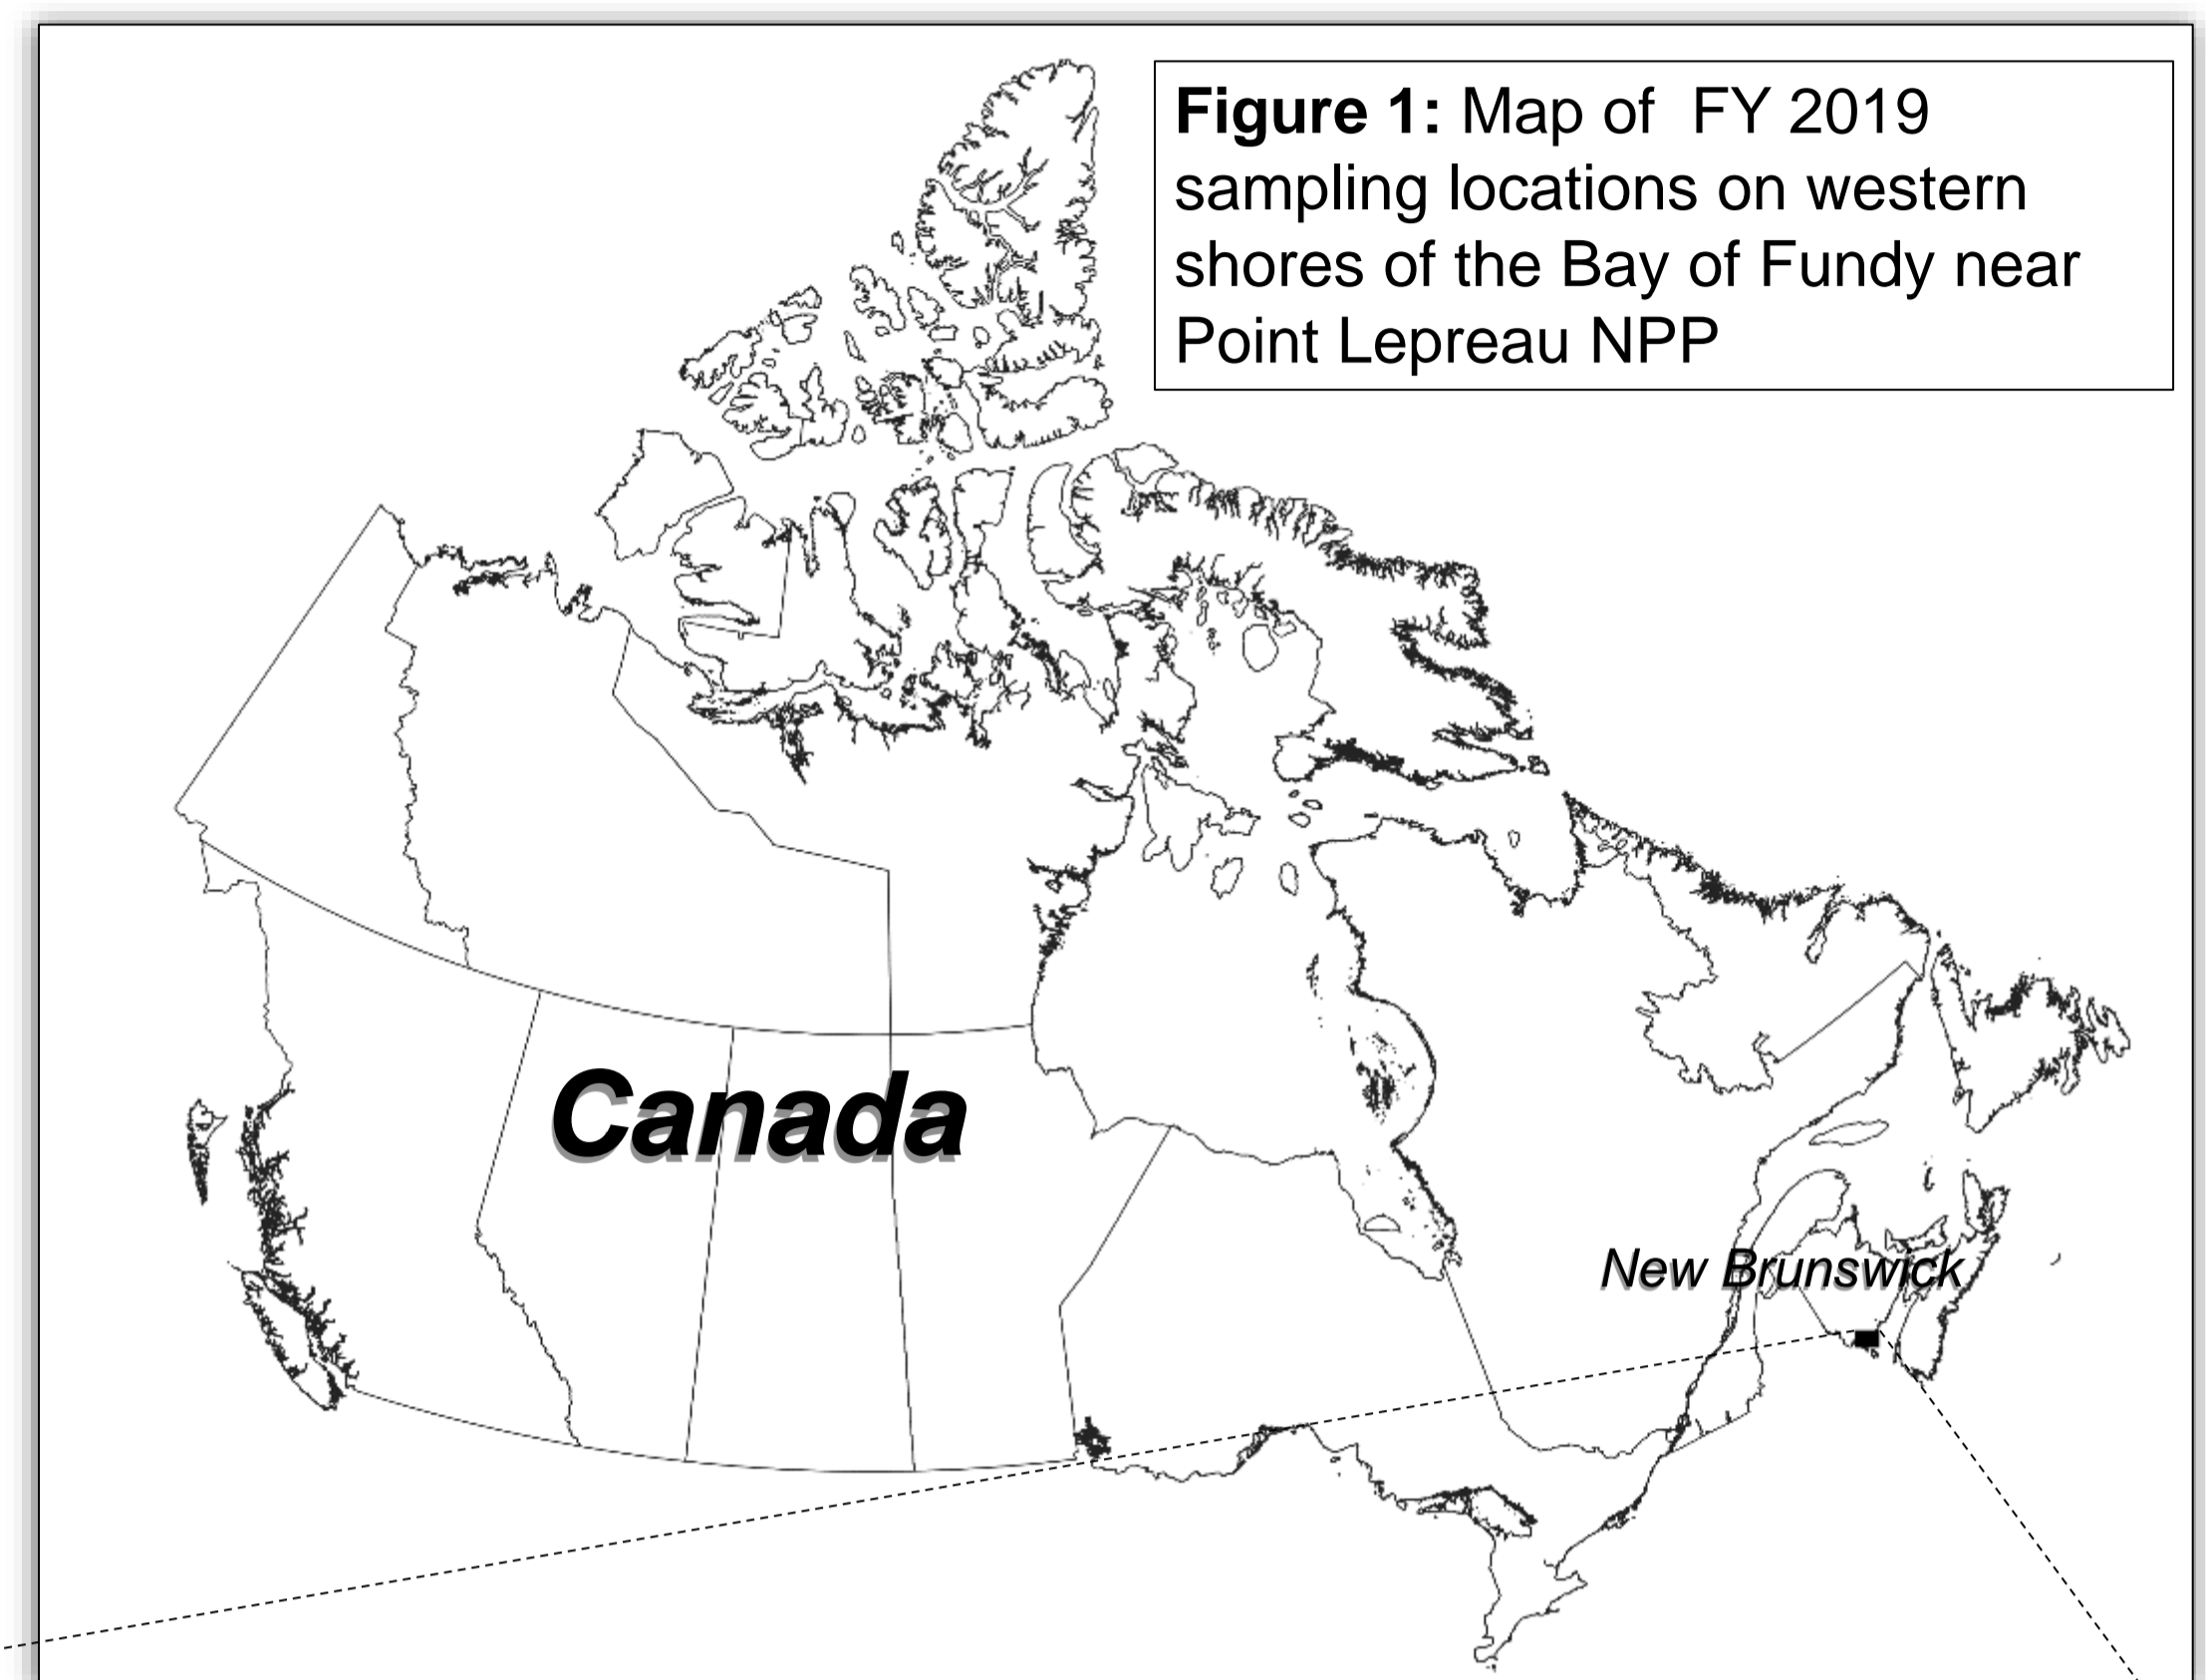 Figure 1: Map of FY 2019
sampling locations on western
shores of the Bay of Fundy near
Point Lepreau NPP
Canada
New Brunswick